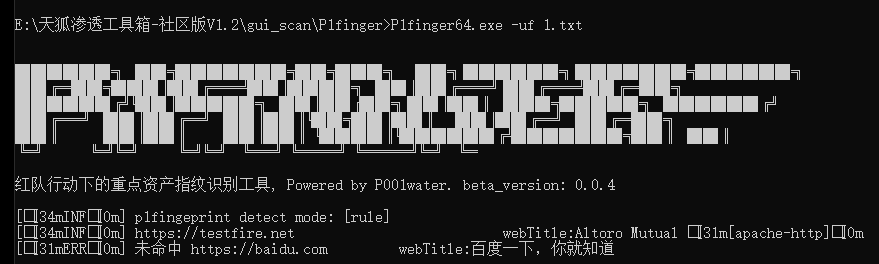 E:\天狐渗透工具箱-社区版V1.2\gui_scan\P1finger>P1finger64.exe -uf 1.txt
红队行动下的重点资产指纹识别工具, Powered by P001water. beta_version: 0.0.4
[□[34mINF□[0m] p1fingeprint detect mode: [rule]
[□[34mINF□[0m] https://testfire.net webTitle:Altoro Mutual □[31m[apache-http]□[0m
[□[31mERR□[0m] 未命中 https://baidu.com webTitle:百度一下，你就知道